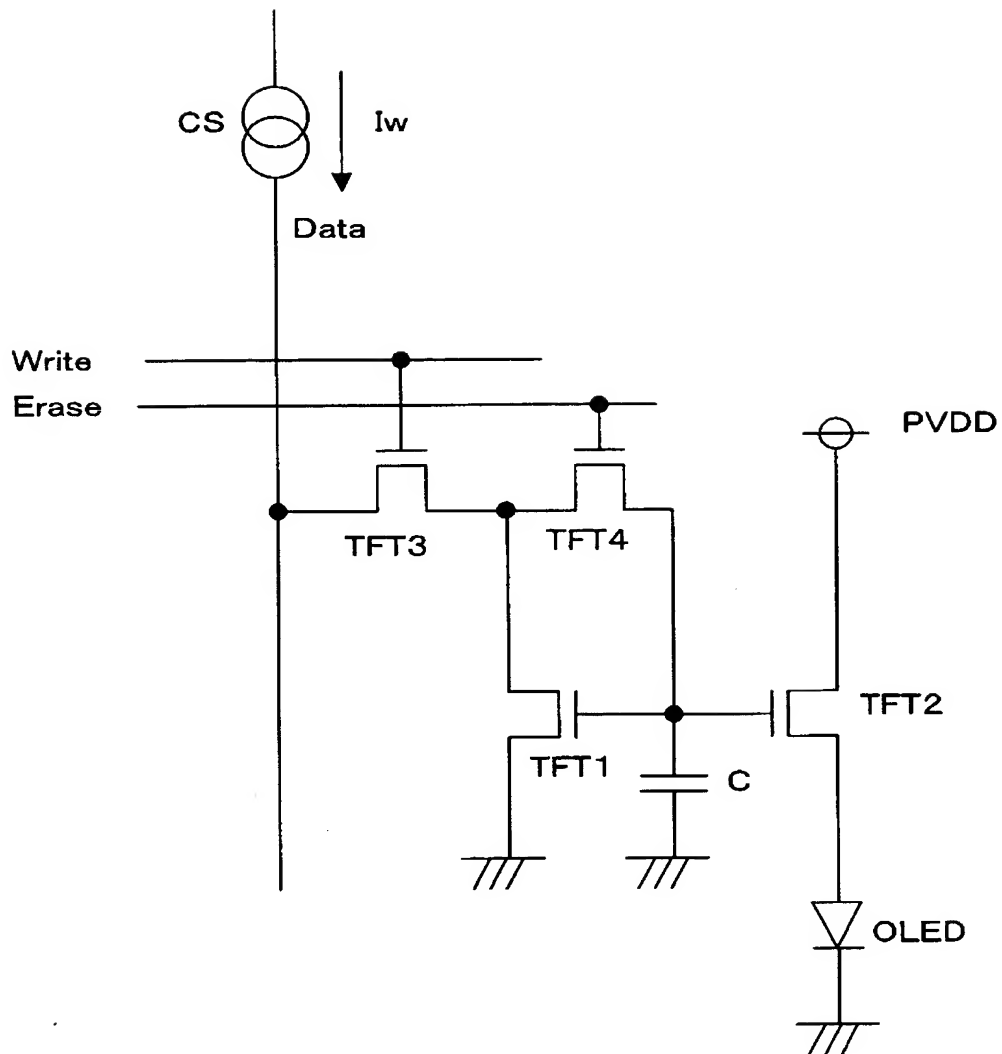 CS
Iw
Data
Write
Erase
PVDD
TFT3
TFT4
TFT2
TFT1
C
OLED